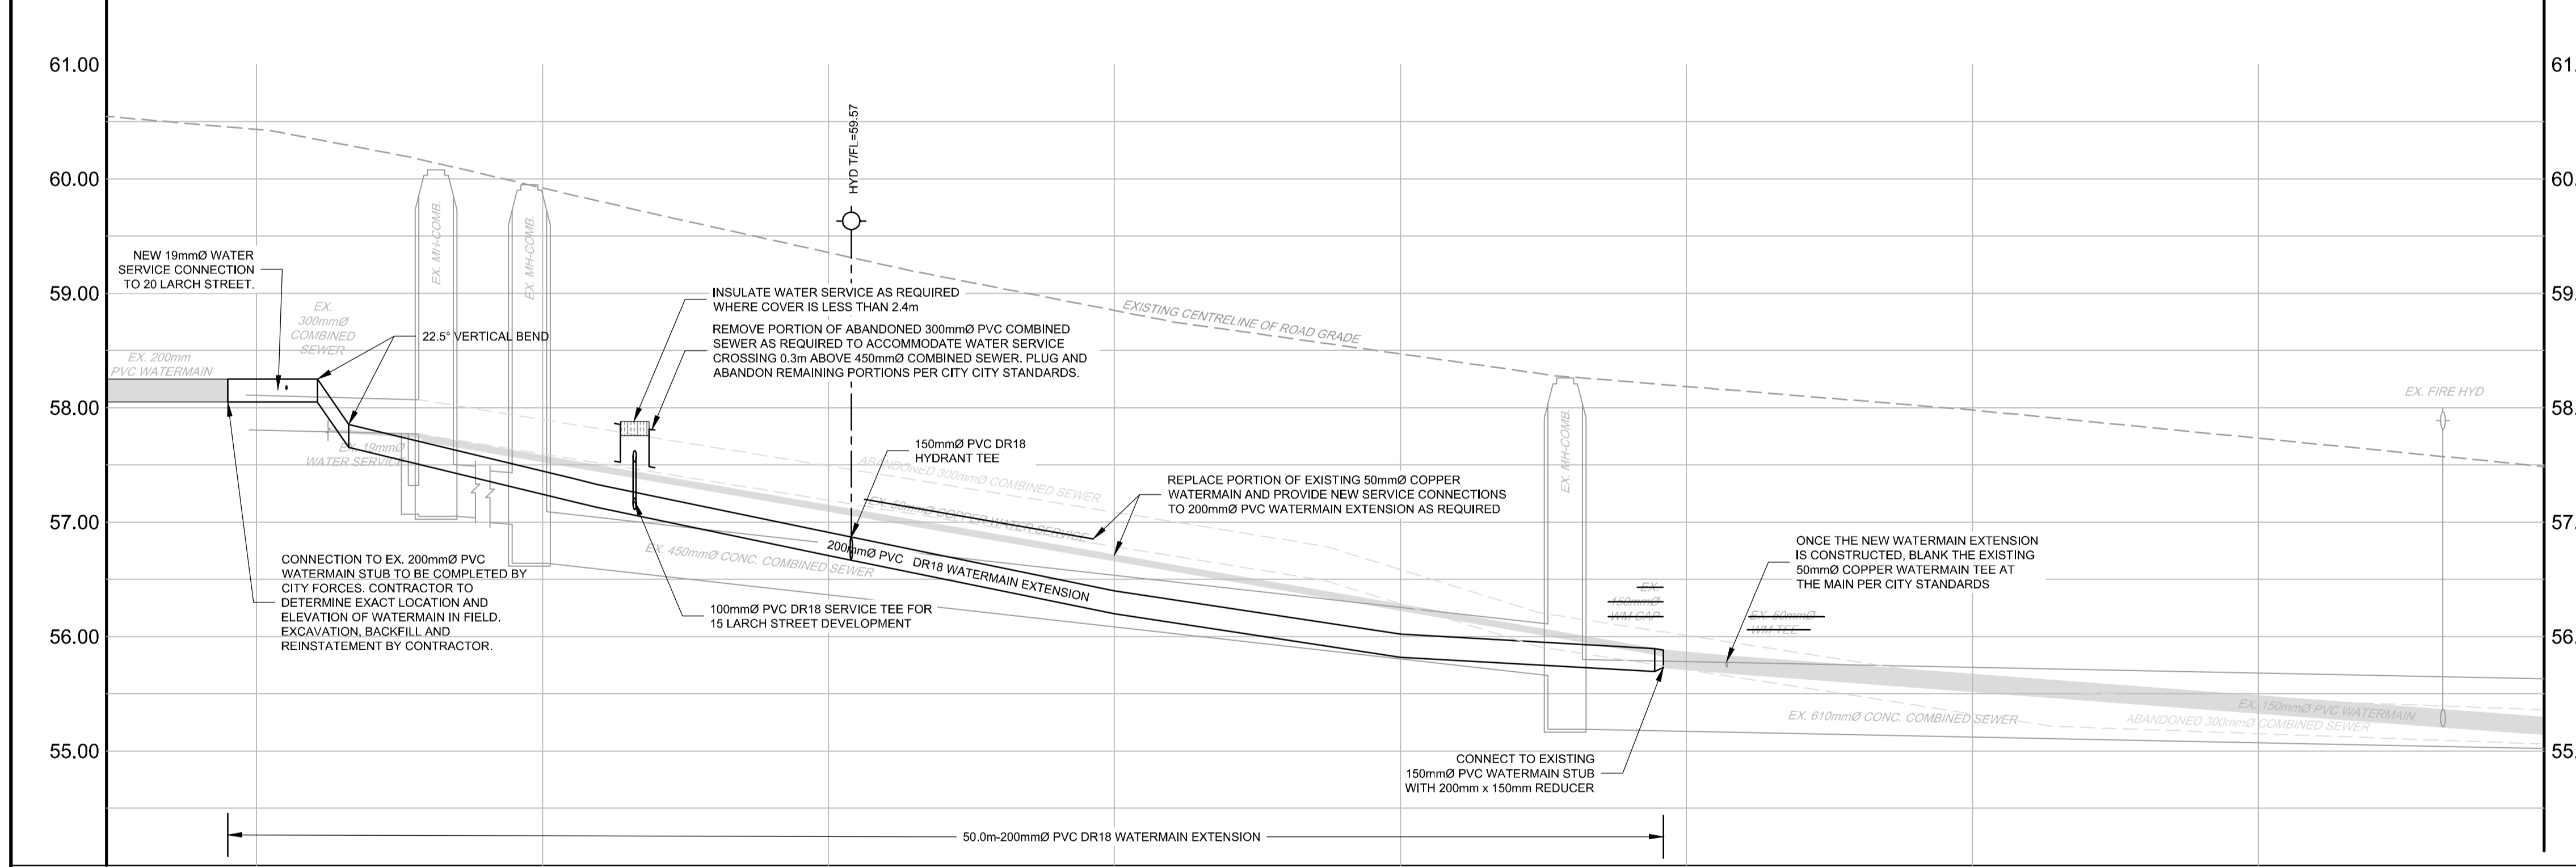 61.00
60.00
59.00
58.00
57.00
56.00
55.00
61.
60.
59.
58.
57.
56.
55.
HYD T/FL=59.57
EX. MH-COMB.
EX. MH-COMB.
NEW 19mmØ WATER
SERVICE CONNECTION
TO 20 LARCH STREET.
EX.
300mmØ
COMBINED
SEWER
22.5° VERTICAL BEND
EX. 200mm
PVC WATERMAIN
INSULATE WATER SERVICE AS REQUIRED
WHERE COVER IS LESS THAN 2.4m
REMOVE PORTION OF ABANDONED 300mmØ PVC COMBINED
SEWER AS REQUIRED TO ACCOMMODATE WATER SERVICE
CROSSING 0.3m ABOVE 450mmØ COMBINED SEWER. PLUG AND
ABANDON REMAINING PORTIONS PER CITY CITY STANDARDS.
EXISTING CENTRELINE OF ROAD GRADE
EX. 19mmØ
WATER SERVICE
150mmØ PVC DR18
HYDRANT TEE
ABANDONED 300mmØ COMBINED SEWER
EX. 50mmØ COPPER WATER SERVICE
REPLACE PORTION OF EXISTING 50mmØ COPPER
WATERMAIN AND PROVIDE NEW SERVICE CONNECTIONS
TO 200mmØ PVC WATERMAIN EXTENSION AS REQUIRED
EX. MH-COMB.
EX. FIRE HYD
CONNECTION TO EX. 200mmØ PVC
WATERMAIN STUB TO BE COMPLETED BY
CITY FORCES. CONTRACTOR TO
DETERMINE EXACT LOCATION AND
ELEVATION OF WATERMAIN IN FIELD.
EXCAVATION, BACKFILL AND
REINSTATEMENT BY CONTRACTOR.
EX. 450mmØ CONC. COMBINED SEWER
200mmØ PVC DR18 WATERMAIN EXTENSION
100mmØ PVC DR18 SERVICE TEE FOR
15 LARCH STREET DEVELOPMENT
ONCE THE NEW WATERMAIN EXTENSION
IS CONSTRUCTED, BLANK THE EXISTING
50mmØ COPPER WATERMAIN TEE AT
THE MAIN PER CITY STANDARDS
EX.
150mmØ
WM CAP
EX. 50mmØ
WM TEE
EX. 610mmØ CONC. COMBINED SEWER
EX. 150mmØ PVC WATERMAIN
ABANDONED 300mmØ COMBINED SEWER
CONNECT TO EXISTING
150mmØ PVC WATERMAIN STUB
WITH 200mm x 150mm REDUCER
50.0m-200mmØ PVC DR18 WATERMAIN EXTENSION